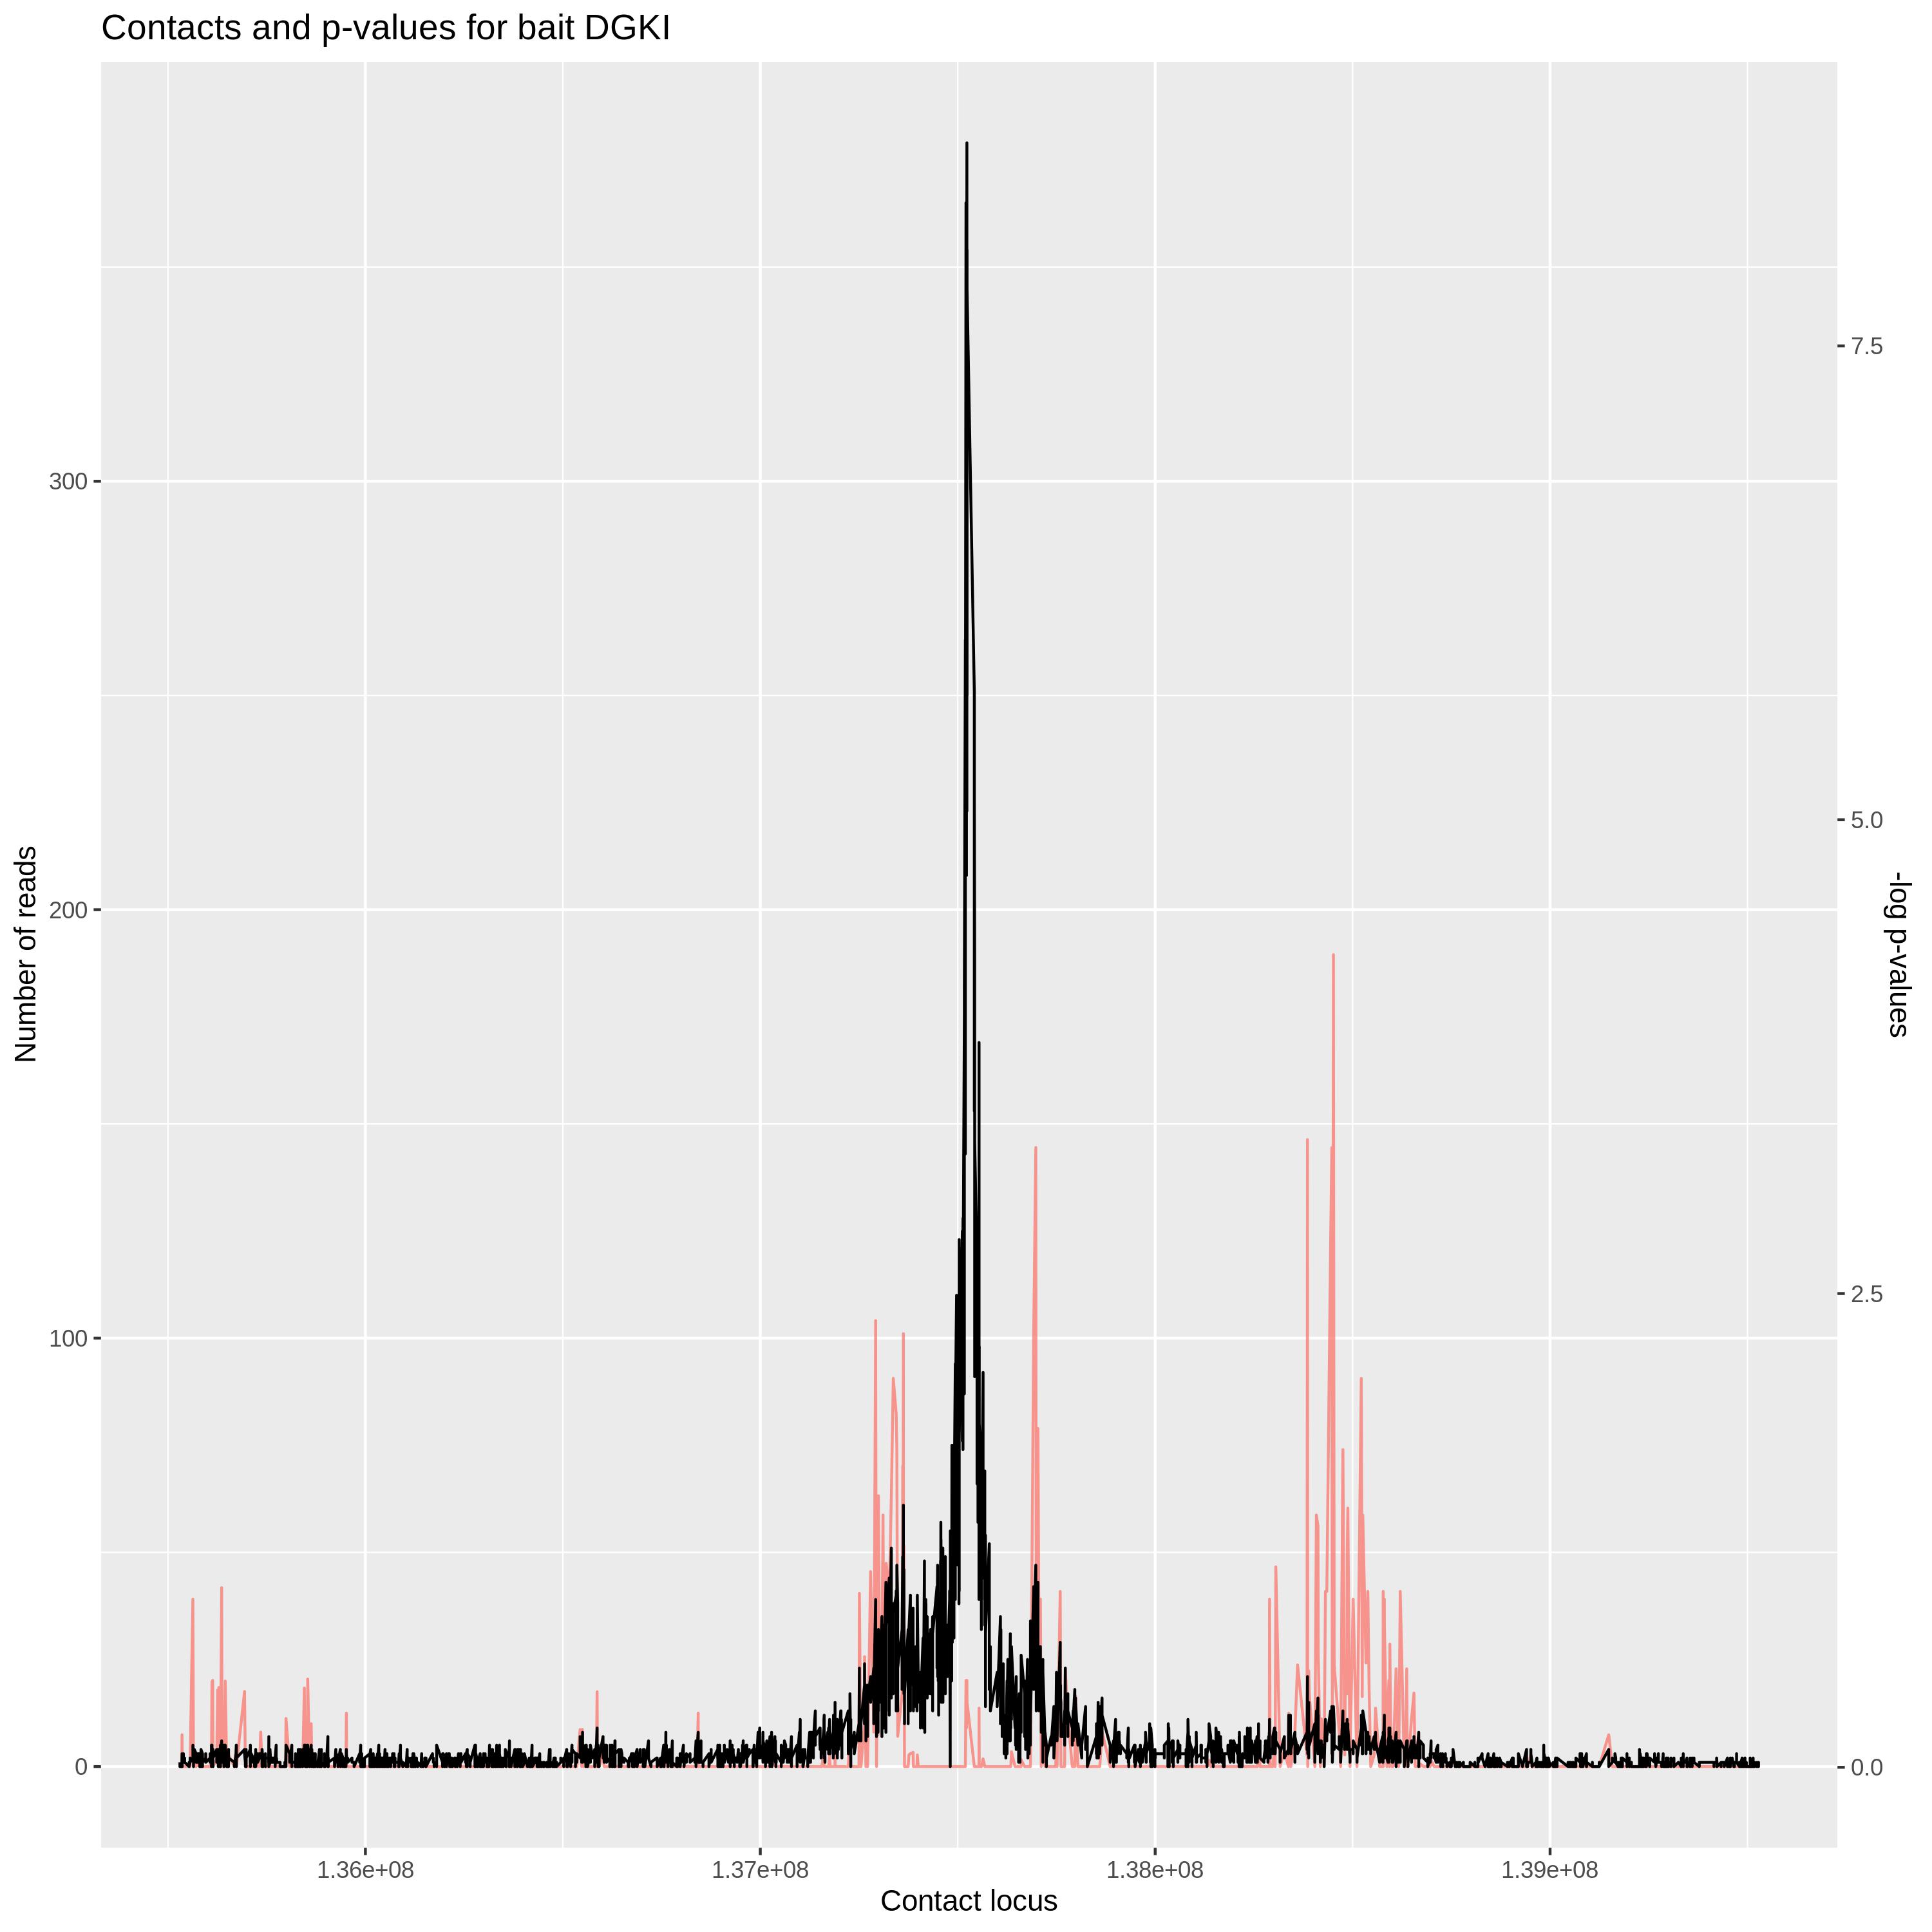 Contacts and p-values for bait DGKI
Number of reads
300
200
100
0
7.5
5.0
2.5
0.0
-log p-values
1.36e+08
1.37e+08
1.38e+08
1.39e+08
Contact locus